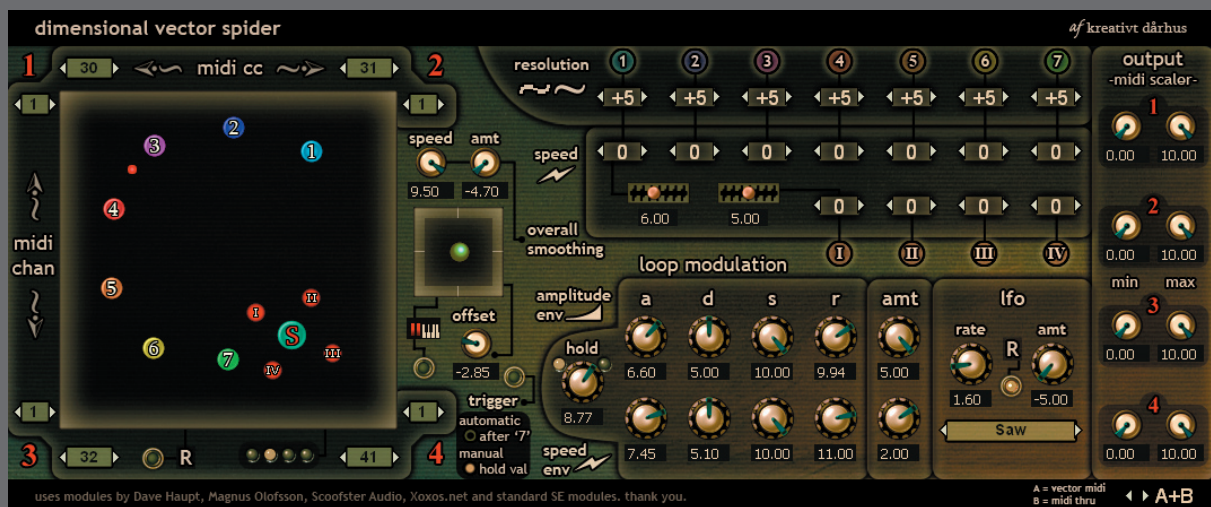 dimensional vector spider
af kreativt dårhus
1 30 midi cc 31 2
resolution 1 2 3 4 5 6 7
output
-midi scaler-
1 1
+5 +5 +5 +5 +5 +5 +5
1
0.00 10.00
3 2 1
speed amt
9.50 -4.70
speed 0 0 0 0 0 0 0
4
6.00 5.00
0 0 0 0
2
0.00 10.00
midi
chan
overall
smoothing
I II III IV
loop modulation
5
I II
S
III
IV
6 7
amplitude
env
a d s r amt lfo
min max
3
offset
-2.85
hold
8.77
6.60 5.00 10.00 9.94 5.00
rate R amt
1.60 -5.00
0.00 10.00
1 1
trigger
automatic
after '7'
manual
hold val
Saw
4
3 32 R 41 4
speed
env
7.45 5.10 10.00 11.00 2.00
0.00 10.00
uses modules by Dave Haupt, Magnus Olofsson, Scoofster Audio, Xoxos.net and standard SE modules. thank you.
A = vector midi
B = midi thru
A+B